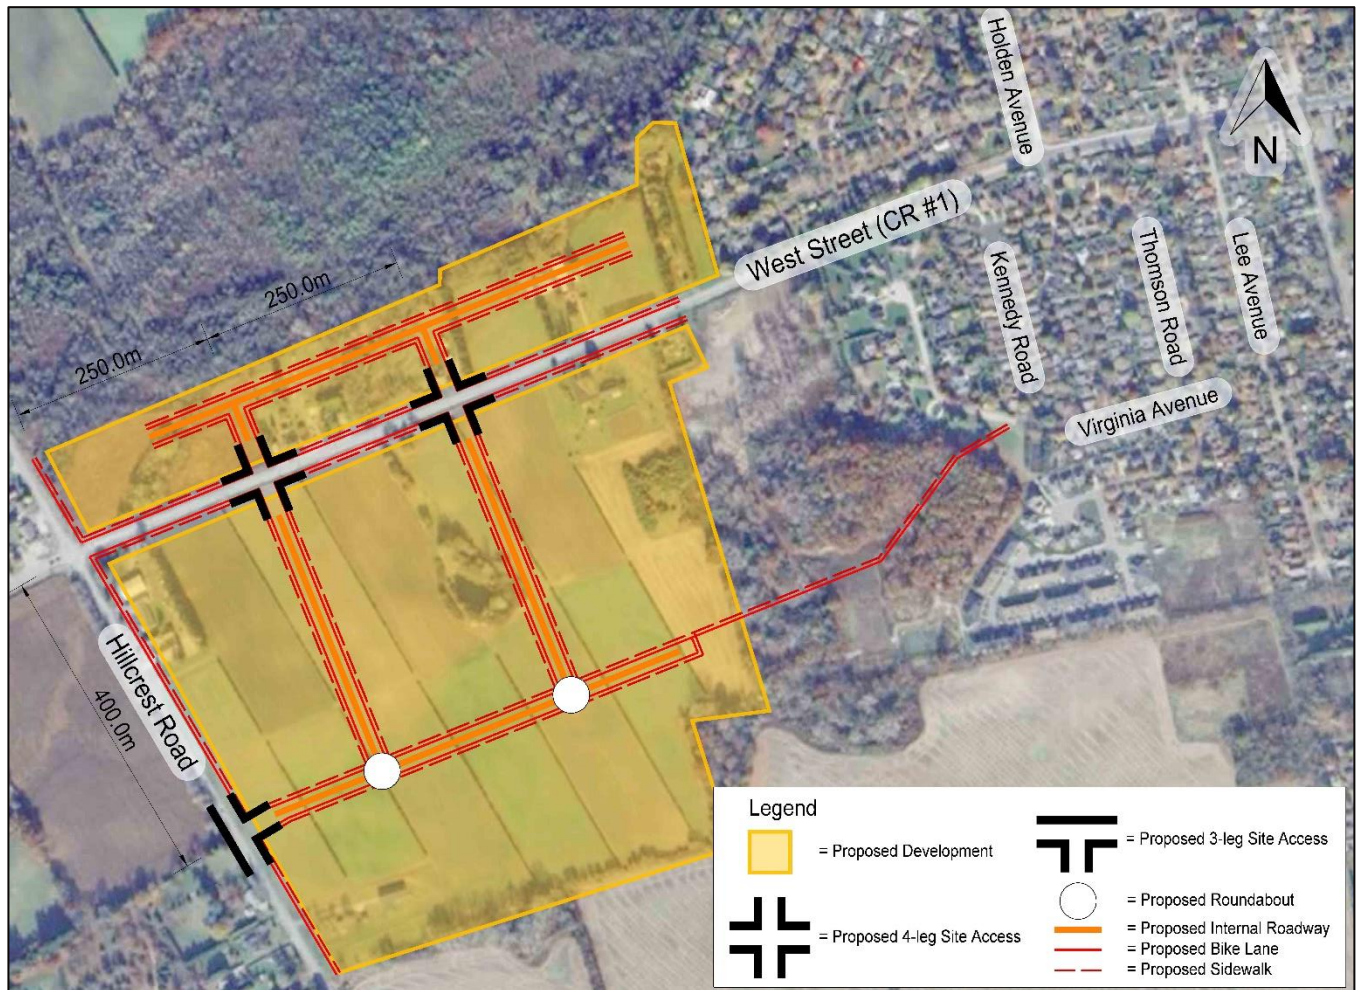 Holden Avenue
N
West Street (CR #1)
Kennedy Road
Thomson Road
Lee Avenue
Virginia Avenue
250.0m
250.0m
Hillcrest Road
400.0m
Legend
= Proposed Development
= Proposed 4-leg Site Access
= Proposed 3-leg Site Access
= Proposed Roundabout
= Proposed Internal Roadway
= Proposed Bike Lane
= Proposed Sidewalk